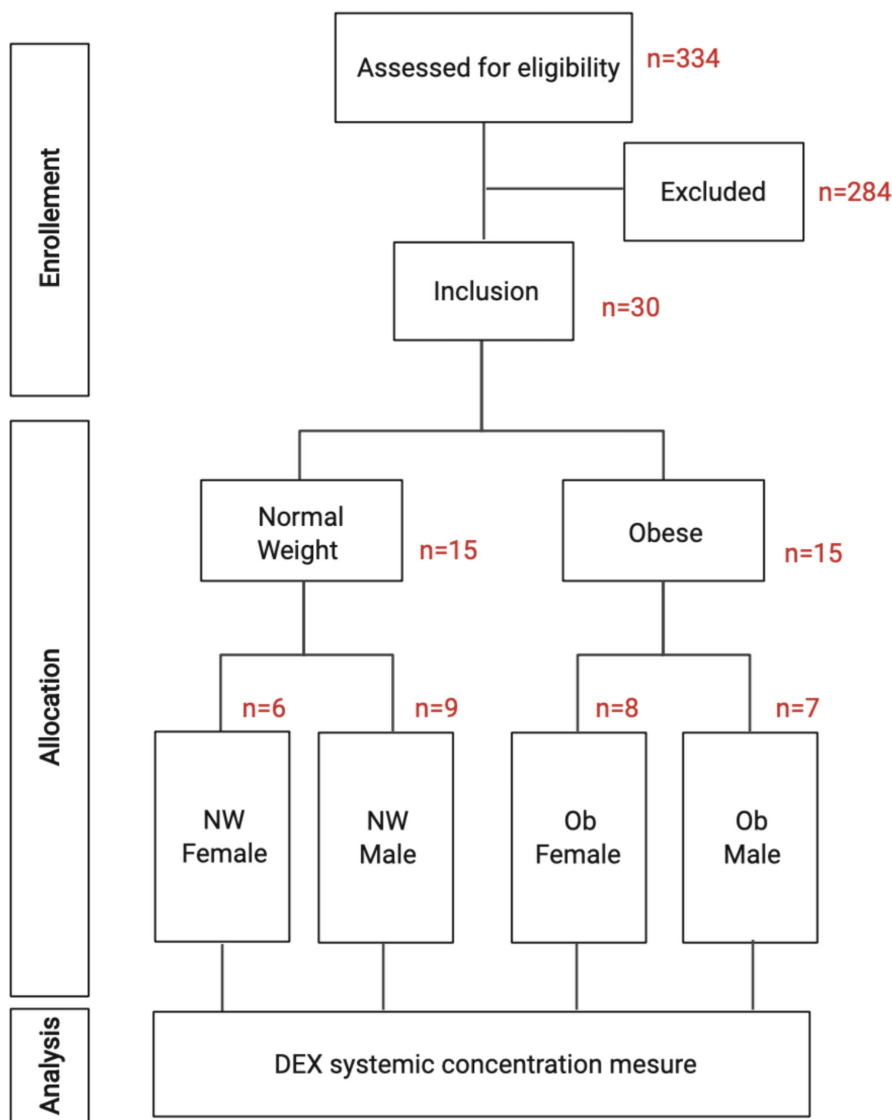 Enrollement
Assessed for eligibility
n=334
Excluded
n=284
Inclusion
n=30
Allocation
Normal
Weight
n=15
Obese
n=15
n=6
n=9
n=8
n=7
NW
Female
NW
Male
Ob
Female
Ob
Male
Analysis
DEX systemic concentration mesure